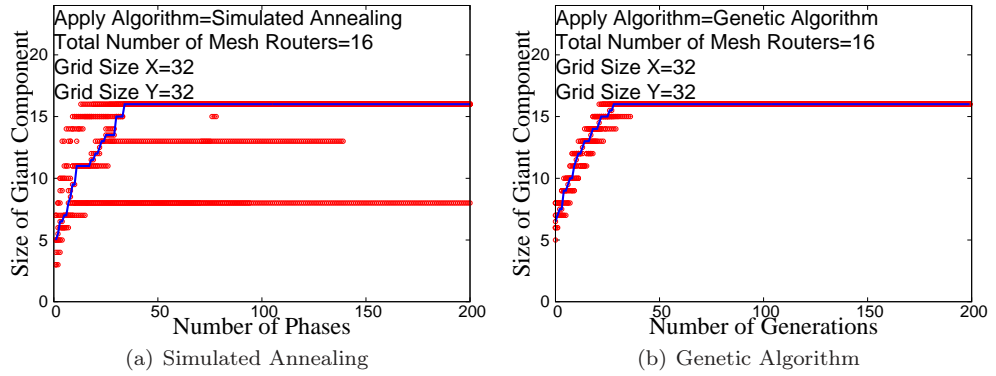 Apply Algorithm=Simulated Annealing
Total Number of Mesh Routers=16
Grid Size X=32
Grid Size Y=32
Size of Giant Component
20
15
10
5
0
0
50
100
150
200
Number of Phases
(a) Simulated Annealing
Apply Algorithm=Genetic Algorithm
Total Number of Mesh Routers=16
Grid Size X=32
Grid Size Y=32
Size of Giant Component
20
15
10
5
0
0
50
100
150
200
Number of Generations
(b) Genetic Algorithm